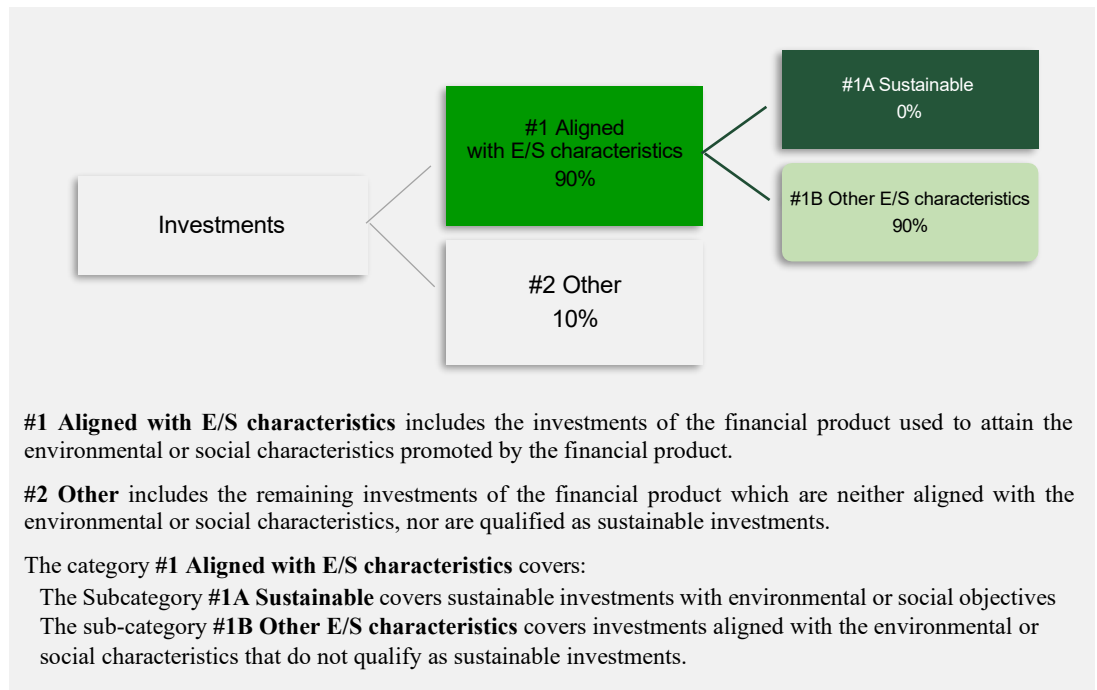 Investments
#1 Aligned
with E/S characteristics
90%
#2 Other
10%
#1A Sustainable
0%
#1B Other E/S characteristics
90%
#1 Aligned with E/S characteristics includes the investments of the financial product used to attain the
environmental or social characteristics promoted by the financial product.
#2 Other includes the remaining investments of the financial product which are neither aligned with the
environmental or social characteristics, nor are qualified as sustainable investments.
The category #1 Aligned with E/S characteristics covers:
The Subcategory #1A Sustainable covers sustainable investments with environmental or social objectives
The sub-category #1B Other E/S characteristics covers investments aligned with the environmental or
social characteristics that do not qualify as sustainable investments.